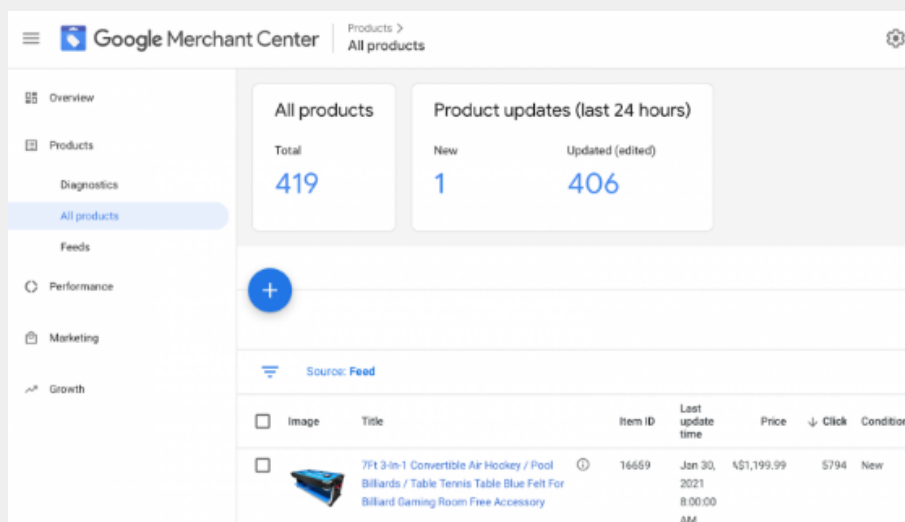 Google Merchant Center
Products >
All products
Overview
Products
Diagnostics
All products
Feeds
Performance
Marketing
Growth
All products
Total
419
Product updates (last 24 hours)
New
Updated (edited)
1
406
+
Source: Feed
Image
Title
Item ID
Last
update
time
Price
↓ Click
Condition
7Ft 3-In-1 Convertible Air Hockey / Pool
Billiards / Table Tennis Table Blue Felt For
Billiard Gaming Room Free Accessory
16659
Jan 30,
2021
8:00:00
AM
$1,199.99
5794
New